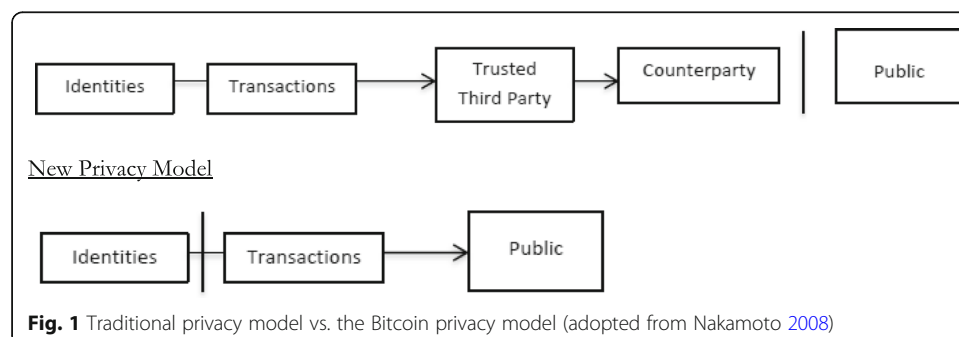 Identities
Transactions
Trusted
Third Party
Counterparty
Public
New Privacy Model
Identities
Transactions
Public
Fig. 1 Traditional privacy model vs. the Bitcoin privacy model (adopted from Nakamoto 2008)